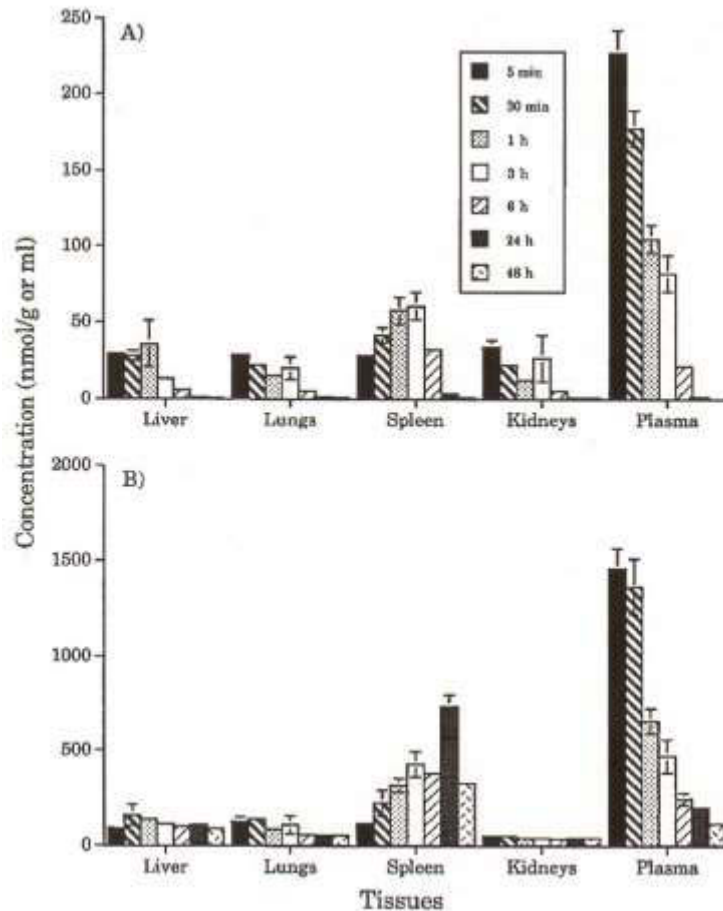 A)
250
200
150
100
50
0
5 min
30 min
1 h
3 h
6 h
24 h
48 h
Liver Lungs Spleen Kidneys Plasma
Concentration (nmol/g or ml)
B)
2000
1500
1000
500
0
Liver Lungs Spleen Kidneys Plasma
Tissues